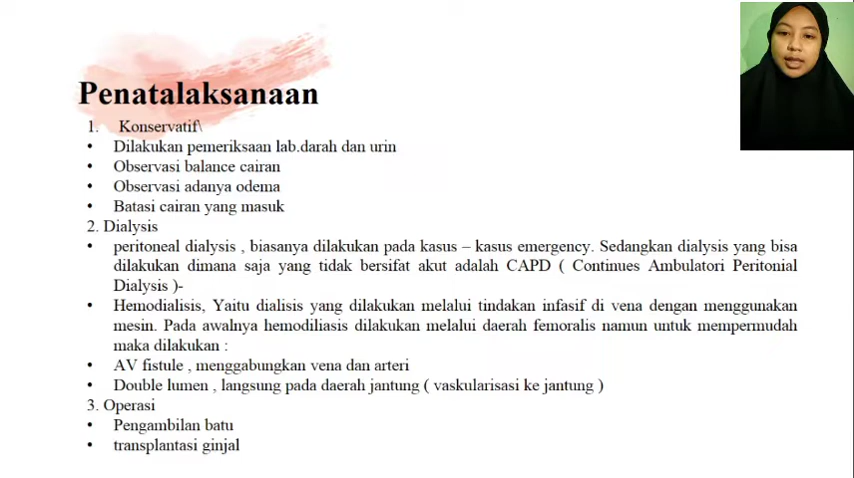 Penatalaksanaan
1. Konservatif\
• Dilakukan pemeriksaan lab.darah dan urin
• Observasi balance cairan
• Observasi adanya odema
• Batasi cairan yang masuk
2. Dialysis
• peritoneal dialysis , biasanya dilakukan pada kasus – kasus emergency. Sedangkan dialysis yang bisa
dilakukan dimana saja yang tidak bersifat akut adalah CAPD ( Continues Ambulatori Peritonial
Dialysis )-
• Hemodialisis, Yaitu dialisis yang dilakukan melalui tindakan infasif di vena dengan menggunakan
mesin. Pada awalnya hemodiliasis dilakukan melalui daerah femoralis namun untuk mempermudah
maka dilakukan :
• AV fistule , menggabungkan vena dan arteri
• Double lumen , langsung pada daerah jantung ( vaskularisasi ke jantung )
3. Operasi
• Pengambilan batu
• transplantasi ginjal